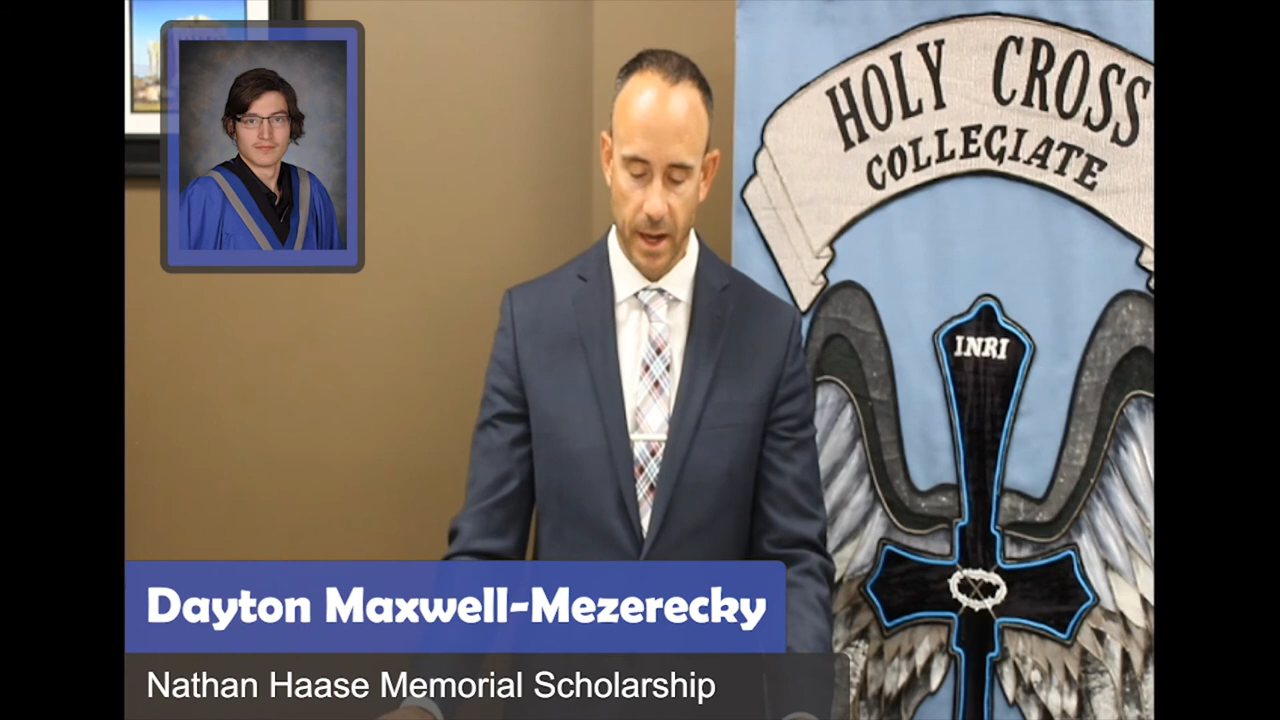 HOLY CROSS
COLLEGIATE
INRI
Dayton Maxwell-Mezerecky
Nathan Haase Memorial Scholarship